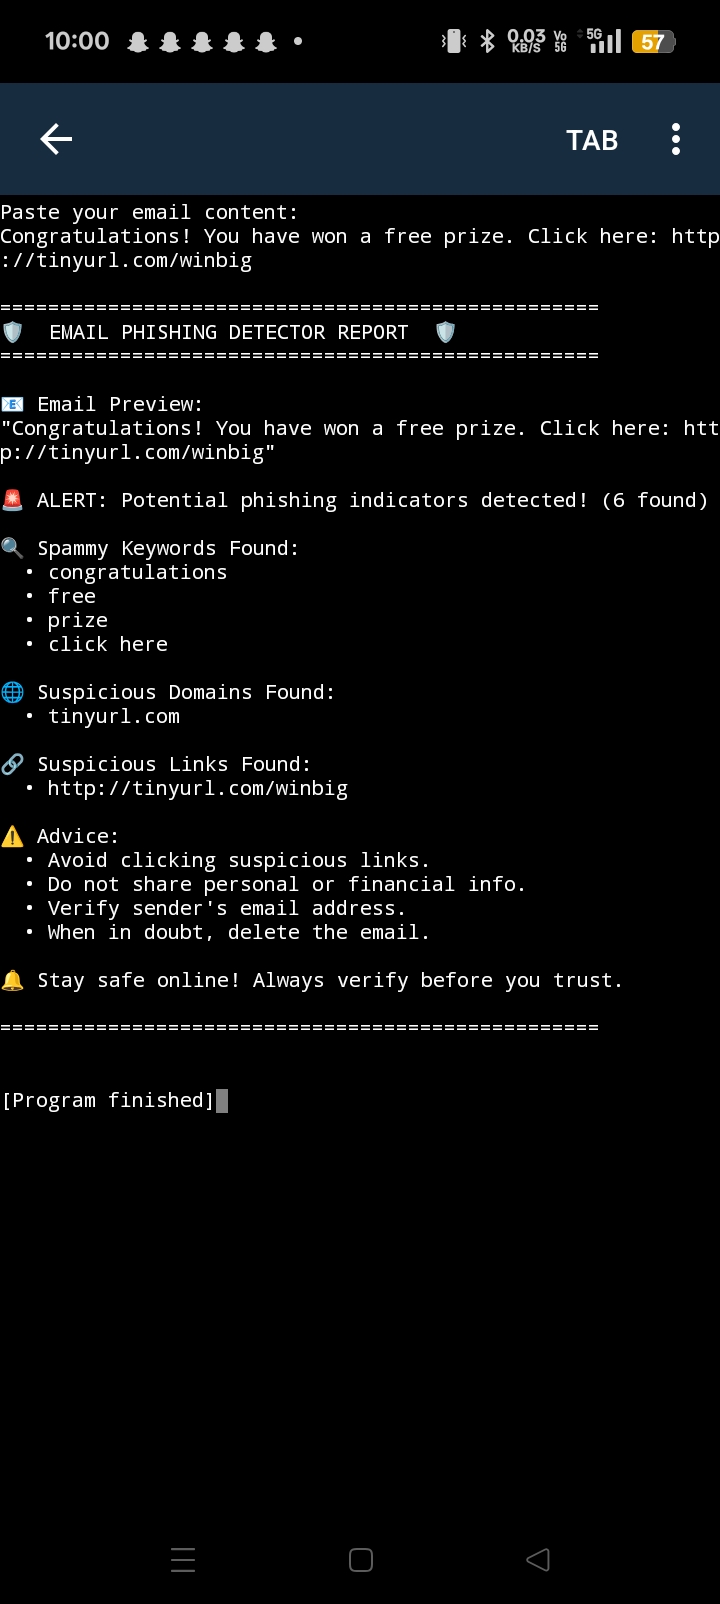 10:00 0.03 KB/S Vo 5G 5G 57
TAB
Paste your email content:
Congratulations! You have won a free prize. Click here: http
://tinyurl.com/winbig
==================================================
🛡️ EMAIL PHISHING DETECTOR REPORT 🛡️
==================================================
📧 Email Preview:
"Congratulations! You have won a free prize. Click here: htt
p://tinyurl.com/winbig"
🚨 ALERT: Potential phishing indicators detected! (6 found)
🔍 Spammy Keywords Found:
• congratulations
• free
• prize
• click here
🌐 Suspicious Domains Found:
• tinyurl.com
🔗 Suspicious Links Found:
• http://tinyurl.com/winbig
⚠️ Advice:
• Avoid clicking suspicious links.
• Do not share personal or financial info.
• Verify sender's email address.
• When in doubt, delete the email.
🔔 Stay safe online! Always verify before you trust.
==================================================
[Program finished]